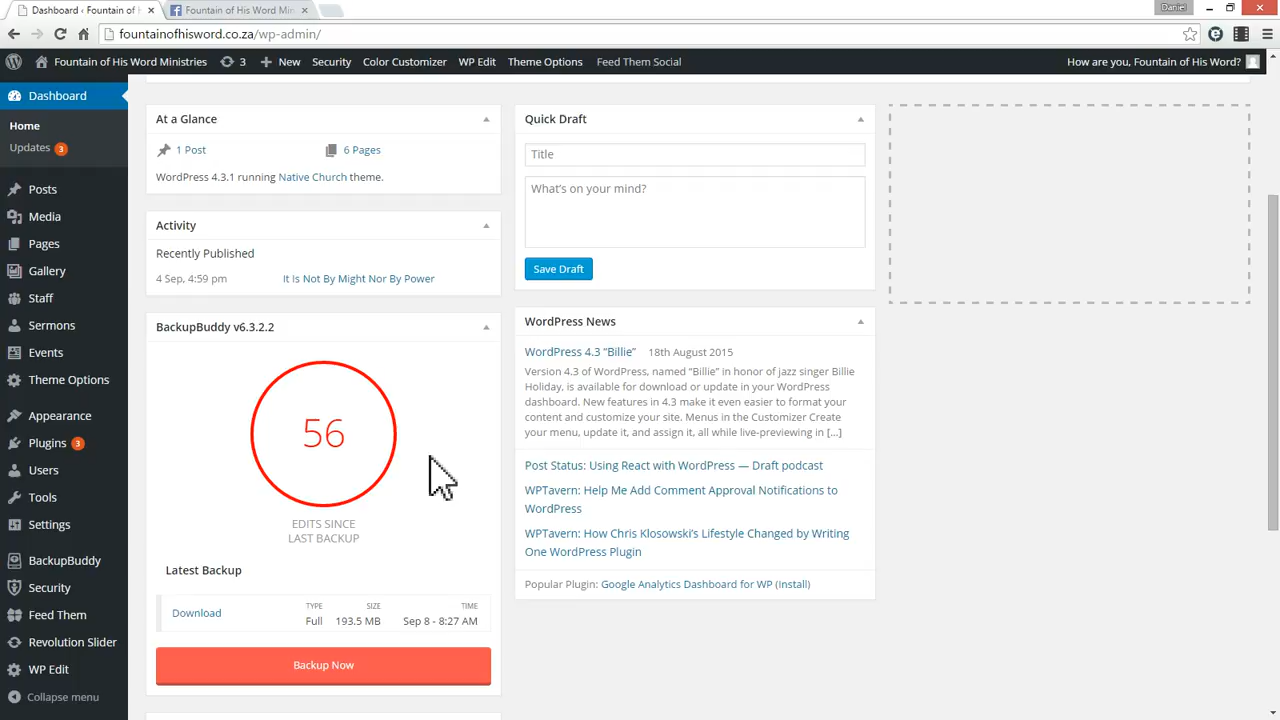 Dashboard ‹ Fountain of H
Fountain of His Word Min
Daniel
fountainofhisword.co.za/wp-admin/
Fountain of His Word Ministries
3
New
Security
Color Customizer
WP Edit
Theme Options
Feed Them Social
How are you, Fountain of His Word?
Dashboard
Home
Updates 3
Posts
Media
Pages
Gallery
Staff
Sermons
Events
Theme Options
Appearance
Plugins 3
Users
Tools
Settings
BackupBuddy
Security
Feed Them
Revolution Slider
WP Edit
Collapse menu
At a Glance
1 Post
6 Pages
WordPress 4.3.1 running Native Church theme.
Activity
Recently Published
4 Sep, 4:59 pm
It Is Not By Might Nor By Power
BackupBuddy v6.3.2.2
56
EDITS SINCE
LAST BACKUP
Latest Backup
TYPE
SIZE
TIME
Download
Full
193.5 MB
Sep 8 - 8:27 AM
Backup Now
Quick Draft
Title
What's on your mind?
Save Draft
WordPress News
WordPress 4.3 “Billie” 18th August 2015
Version 4.3 of WordPress, named “Billie” in honor of jazz singer Billie
Holiday, is available for download or update in your WordPress
dashboard. New features in 4.3 make it even easier to format your
content and customize your site. Menus in the Customizer Create
your menu, update it, and assign it, all while live-previewing in […]
Post Status: Using React with WordPress — Draft podcast
WPTavern: Help Me Add Comment Approval Notifications to
WordPress
WPTavern: How Chris Klosowski's Lifestyle Changed by Writing
One WordPress Plugin
Popular Plugin: Google Analytics Dashboard for WP (Install)